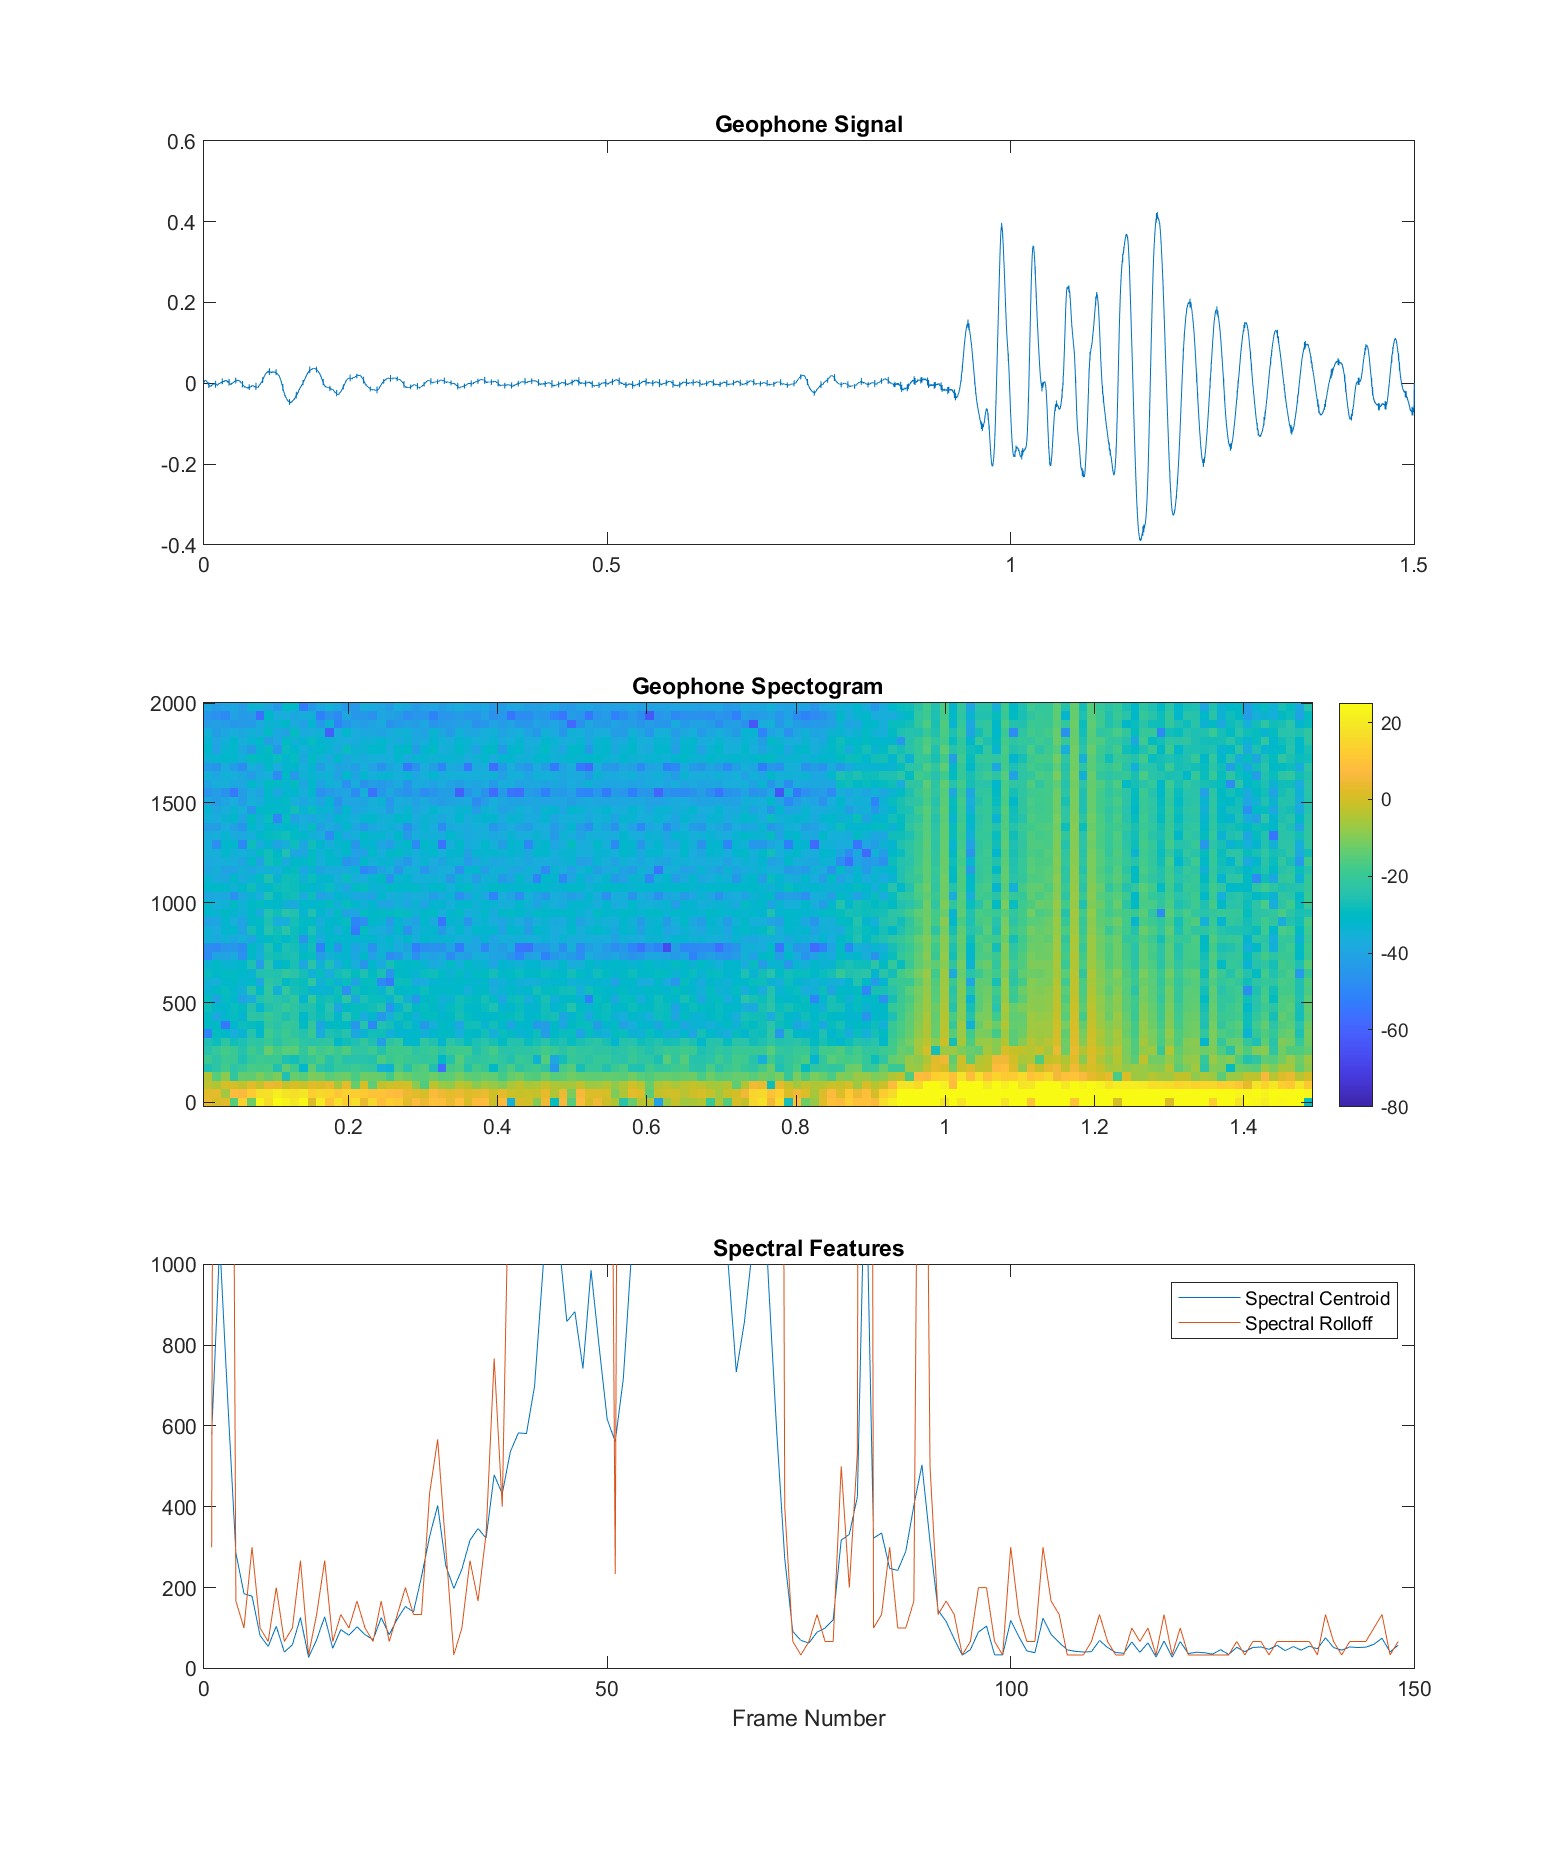 Geophone Signal
0.6
0.4
0.2
0
-0.2
-0.4
0 0.5 1 1.5
Geophone Spectogram
2000
1500
1000
500
0
0.2 0.4 0.6 0.8 1 1.2 1.4
20
0
-20
-40
-60
-80
Spectral Features
1000
800
600
400
200
0
0 50 100 150
Frame Number
Spectral Centroid
Spectral Rolloff